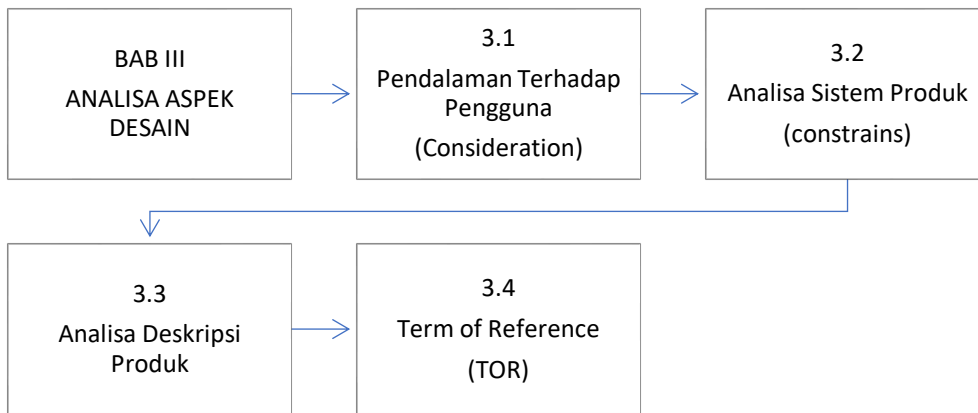 BAB III
ANALISA ASPEK
DESAIN
3.1
Pendalaman Terhadap
Pengguna
(Consideration)
3.2
Analisa Sistem Produk
(constrains)
3.3
Analisa Deskripsi
Produk
3.4
Term of Reference
(TOR)